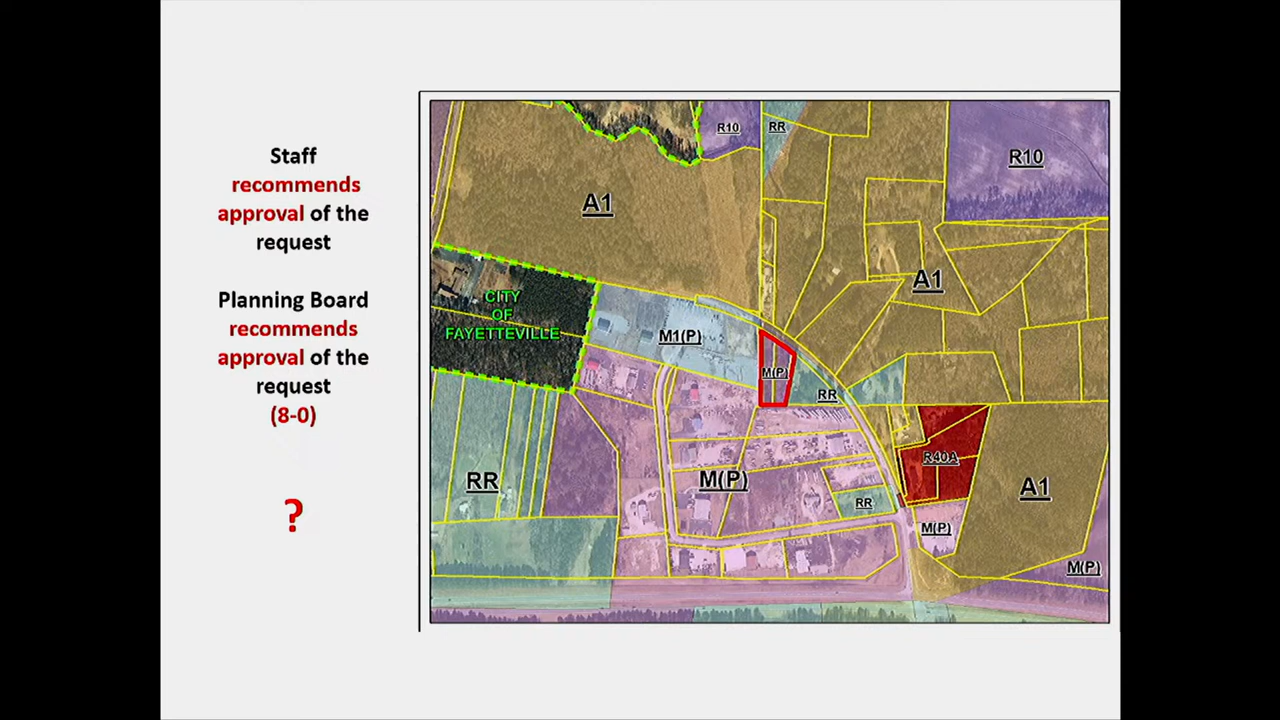 Staff
recommends
approval of the
request
Planning Board
recommends
approval of the
request
(8-0)
?
R10
RR
R10
A1
A1
CITY
OF
FAYETTEVILLE
M1(P)
M(P)
RR
R40A
RR
M(P)
A1
RR
M(P)
M(P)